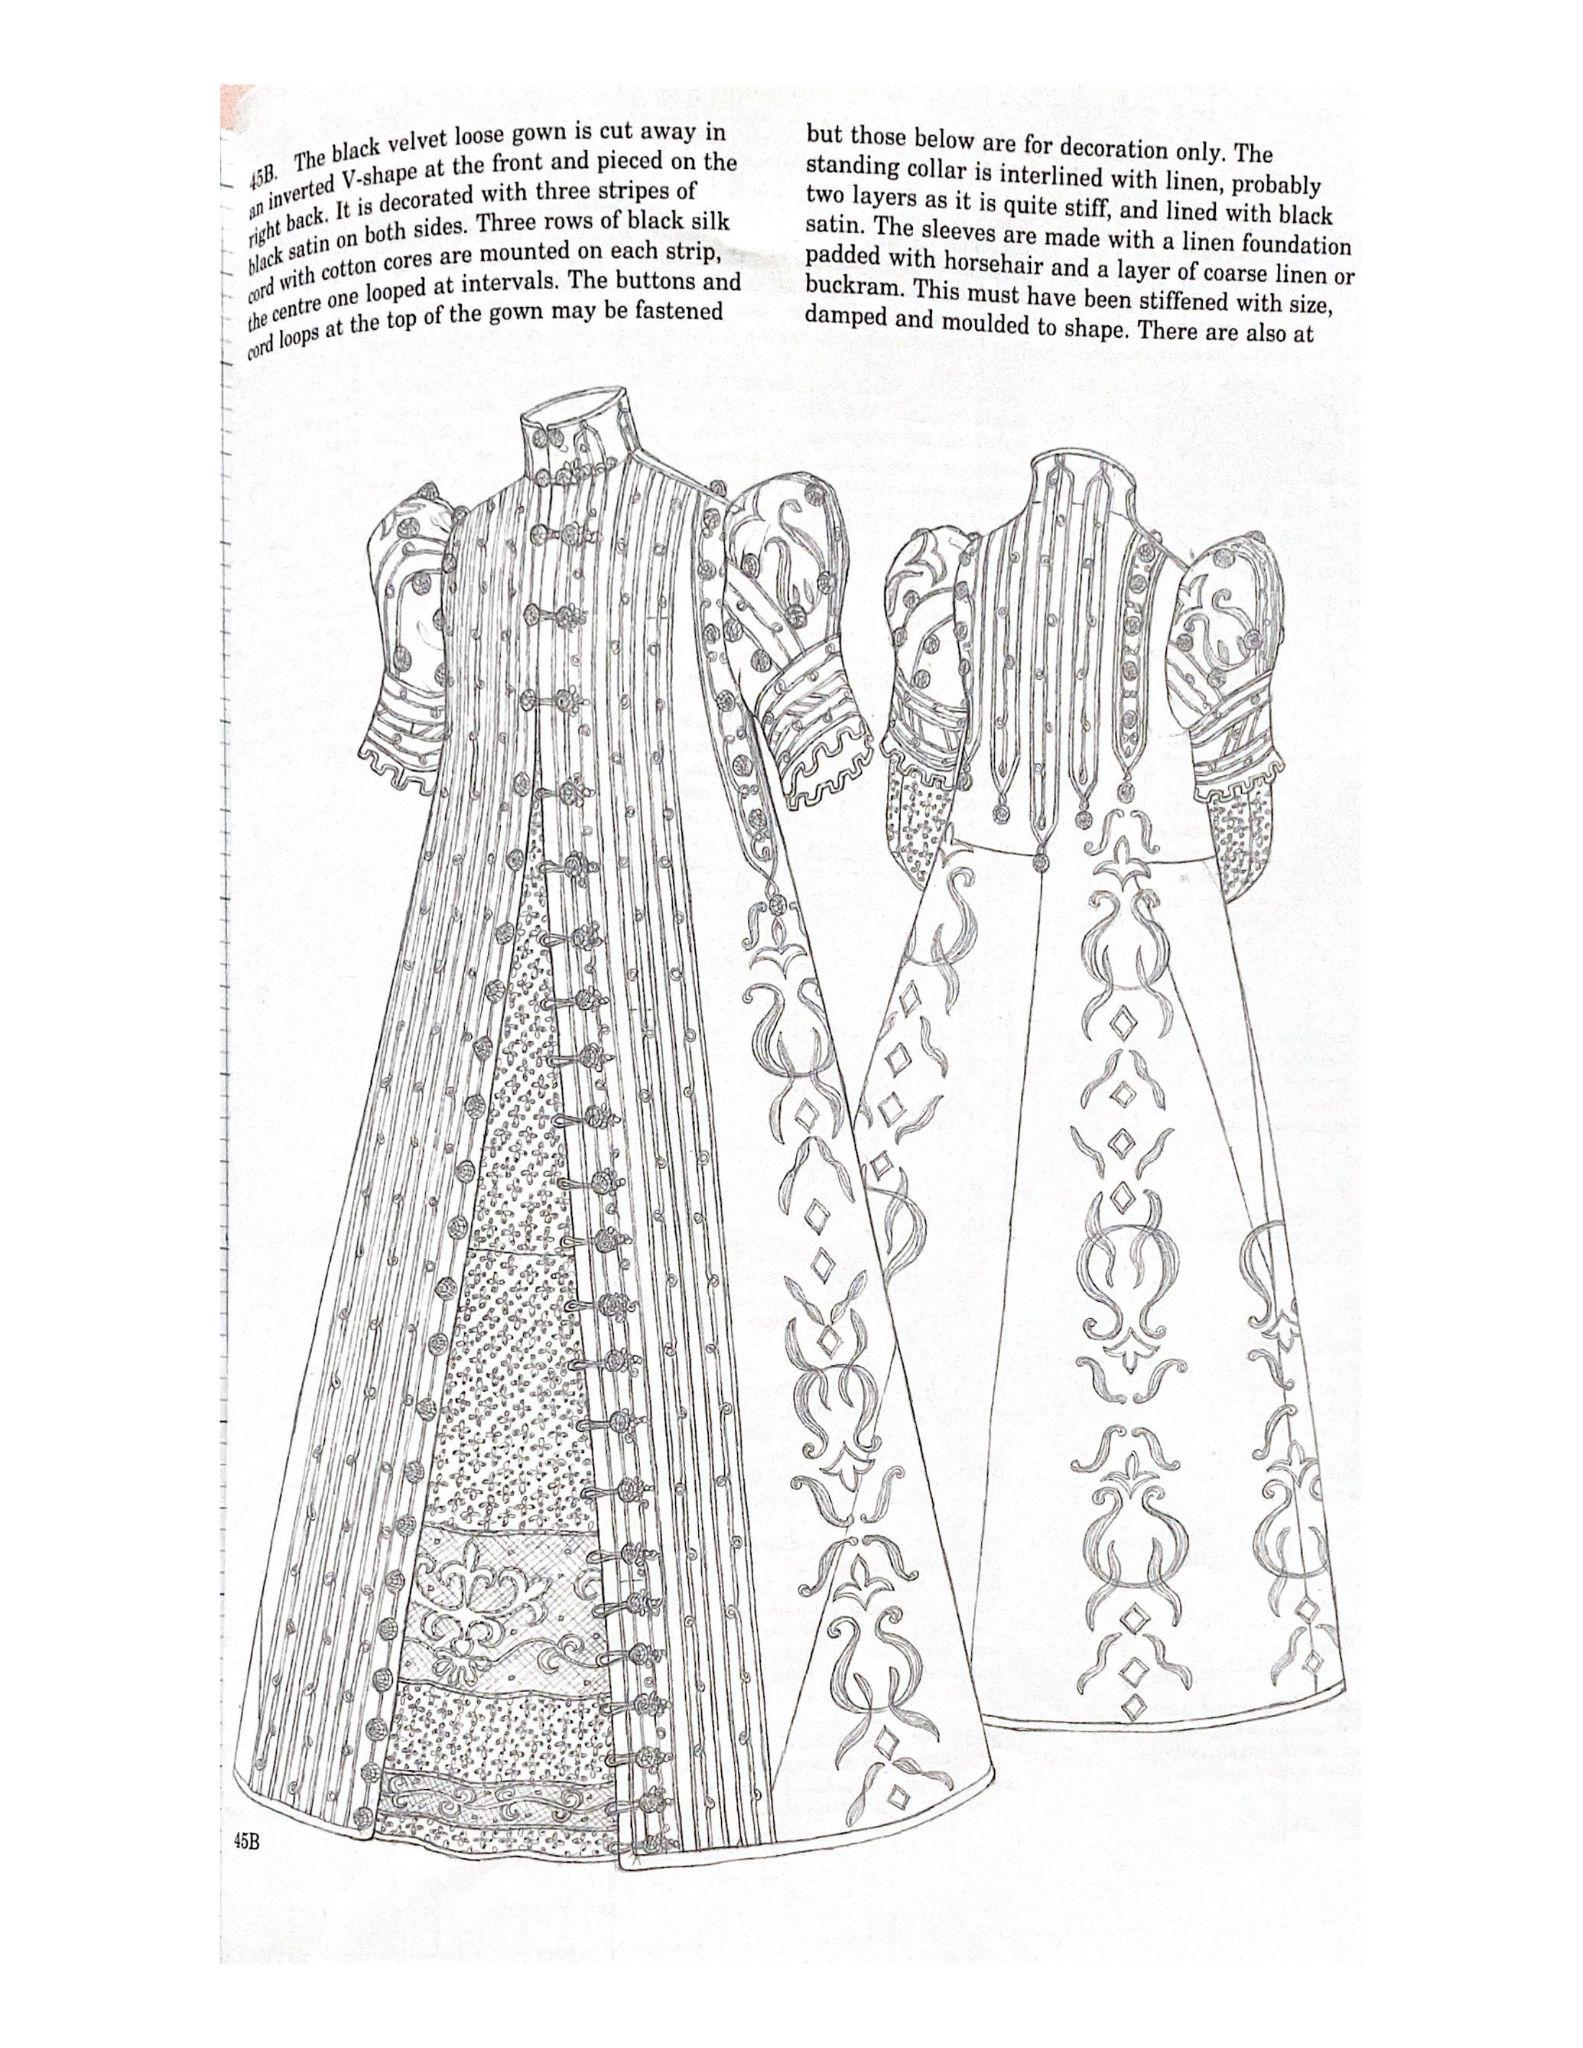 45B. The black velvet loose gown is cut away in
an inverted V-shape at the front and pieced on the
right back. It is decorated with three stripes of
black satin on both sides. Three rows of black silk
cord with cotton cores are mounted on each strip,
the centre one looped at intervals. The buttons and
cord loops at the top of the gown may be fastened
but those below are for decoration only. The
standing collar is interlined with linen, probably
two layers as it is quite stiff, and lined with black
satin. The sleeves are made with a linen foundation
padded with horsehair and a layer of coarse linen or
buckram. This must have been stiffened with size,
damped and moulded to shape. There are also at
45B